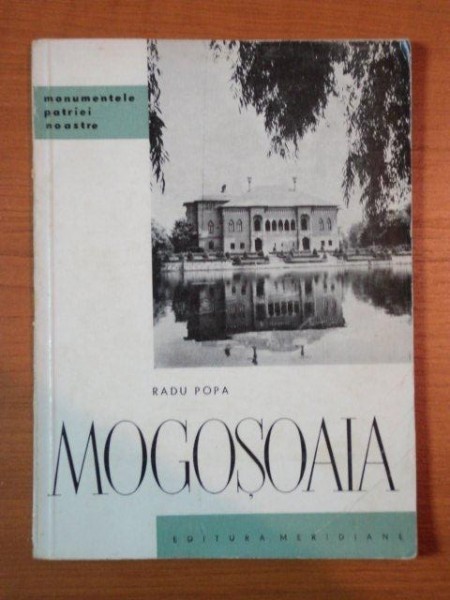 monumentele
patriei
noastre
RADU POPA
MOGOȘOAIA
EDITURA MERIDIANE